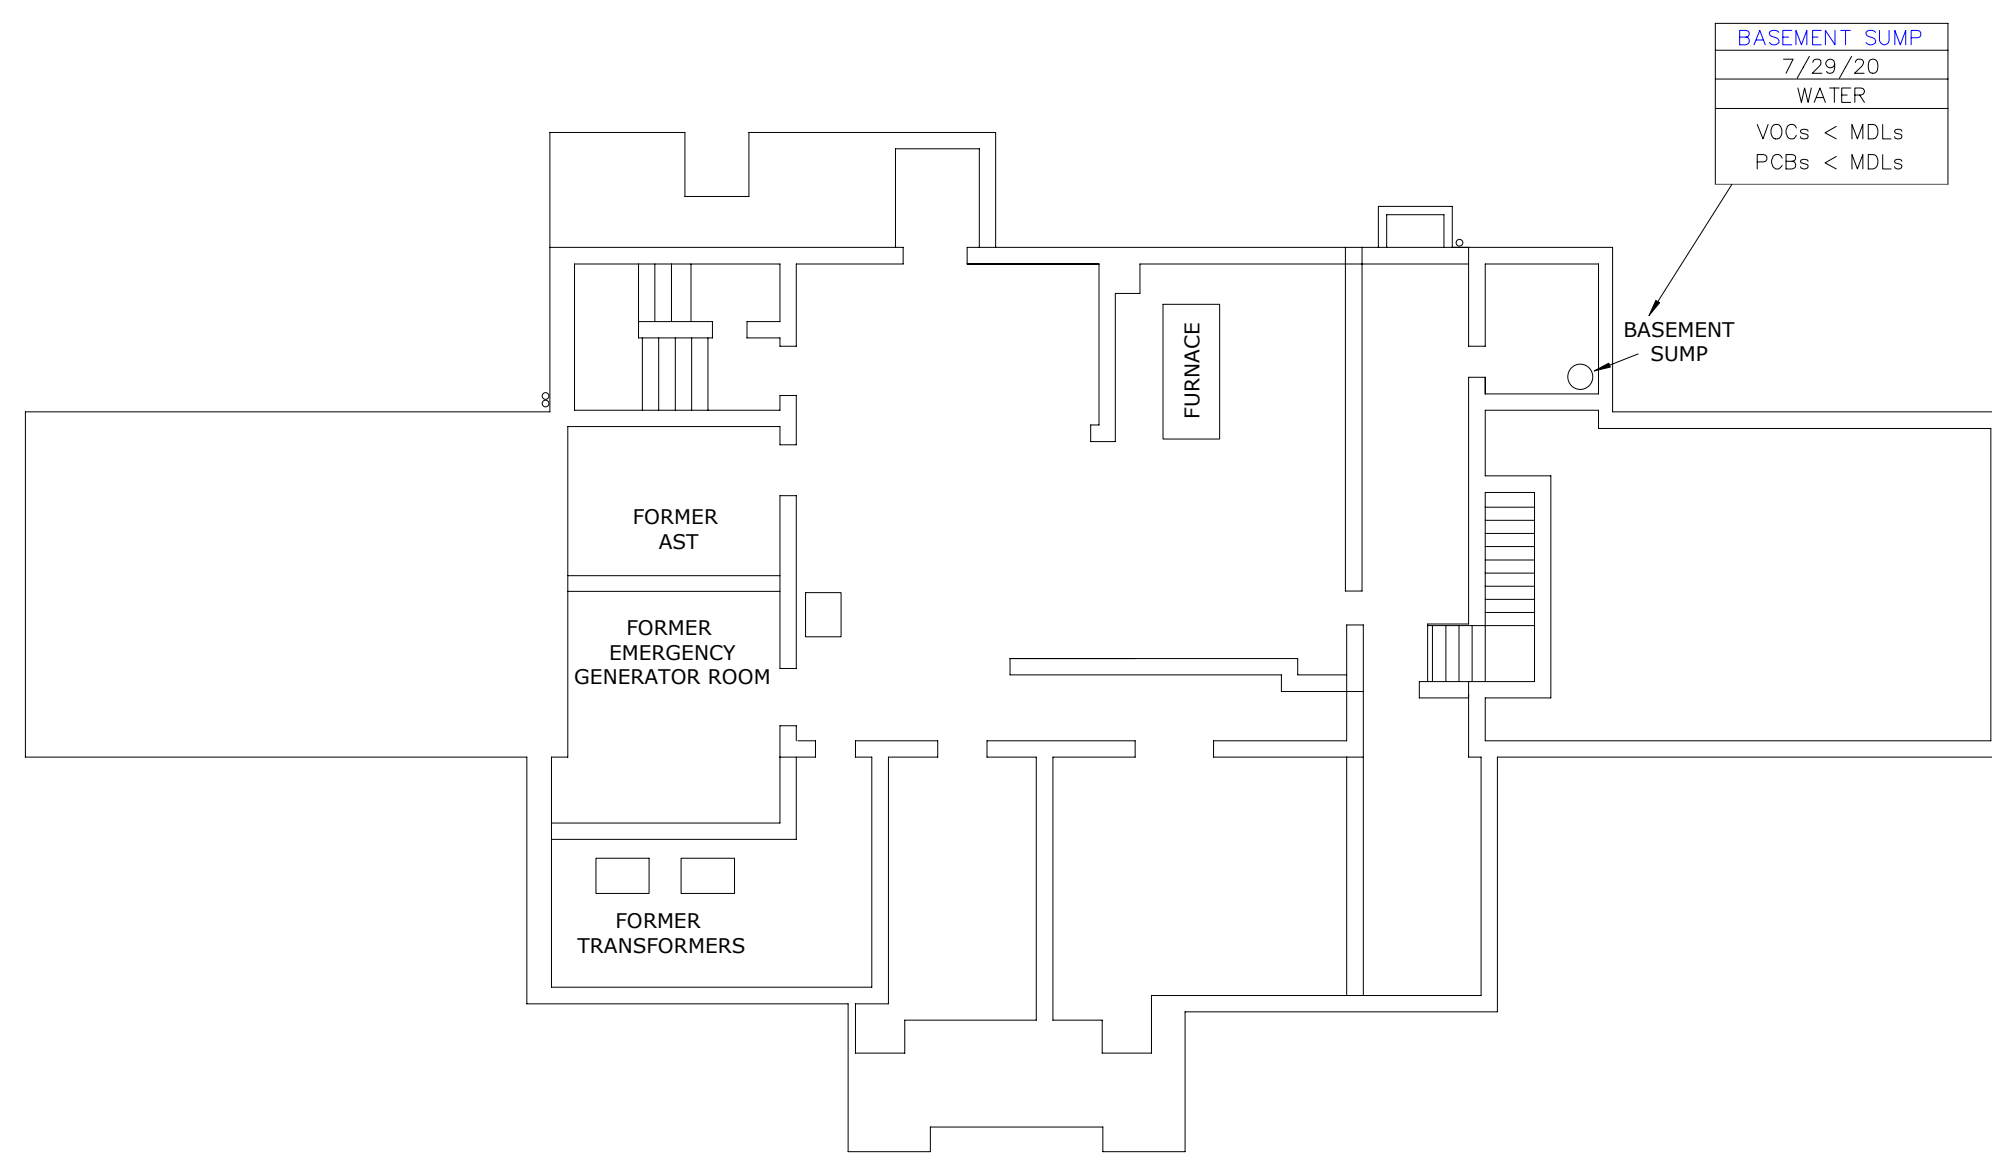 BASEMENT SUMP
7/29/20
WATER
VOCs < MDLs
PCBs < MDLs
BASEMENT
SUMP
FURNACE
FORMER
AST
FORMER
EMERGENCY
GENERATOR ROOM
FORMER
TRANSFORMERS